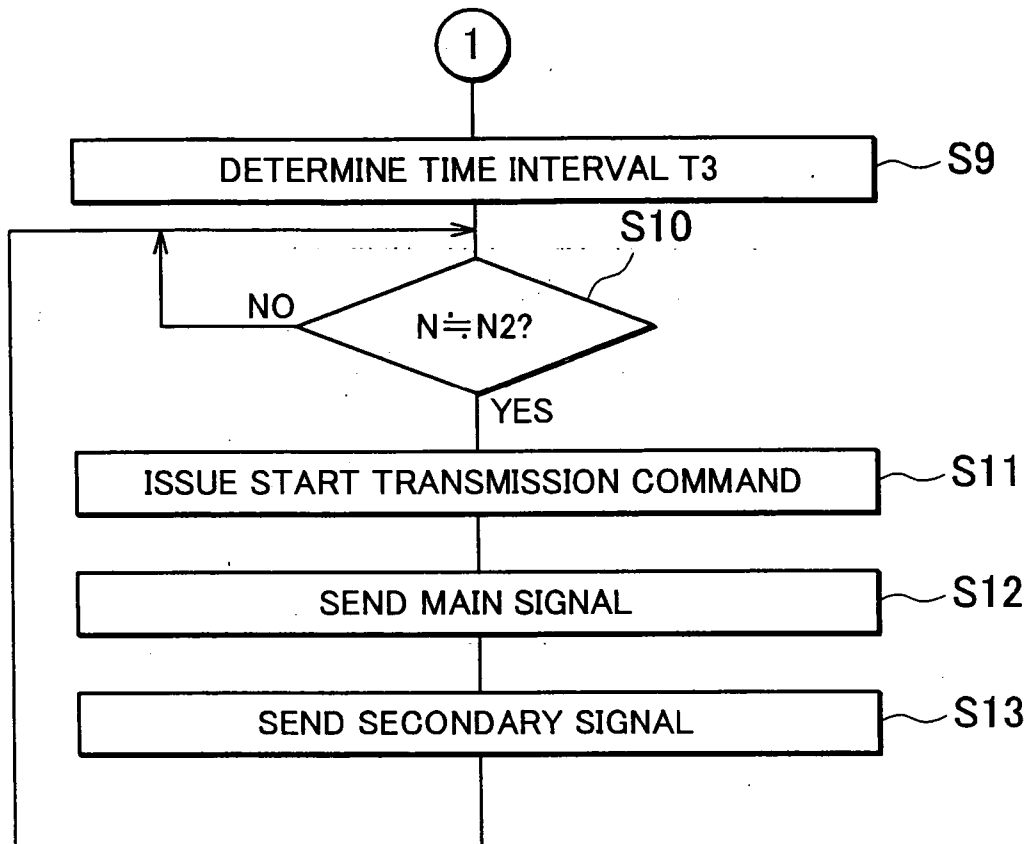 1
DETERMINE TIME INTERVAL T3
S9
S10
NO
N≒N2?
YES
ISSUE START TRANSMISSION COMMAND
S11
SEND MAIN SIGNAL
S12
SEND SECONDARY SIGNAL
S13